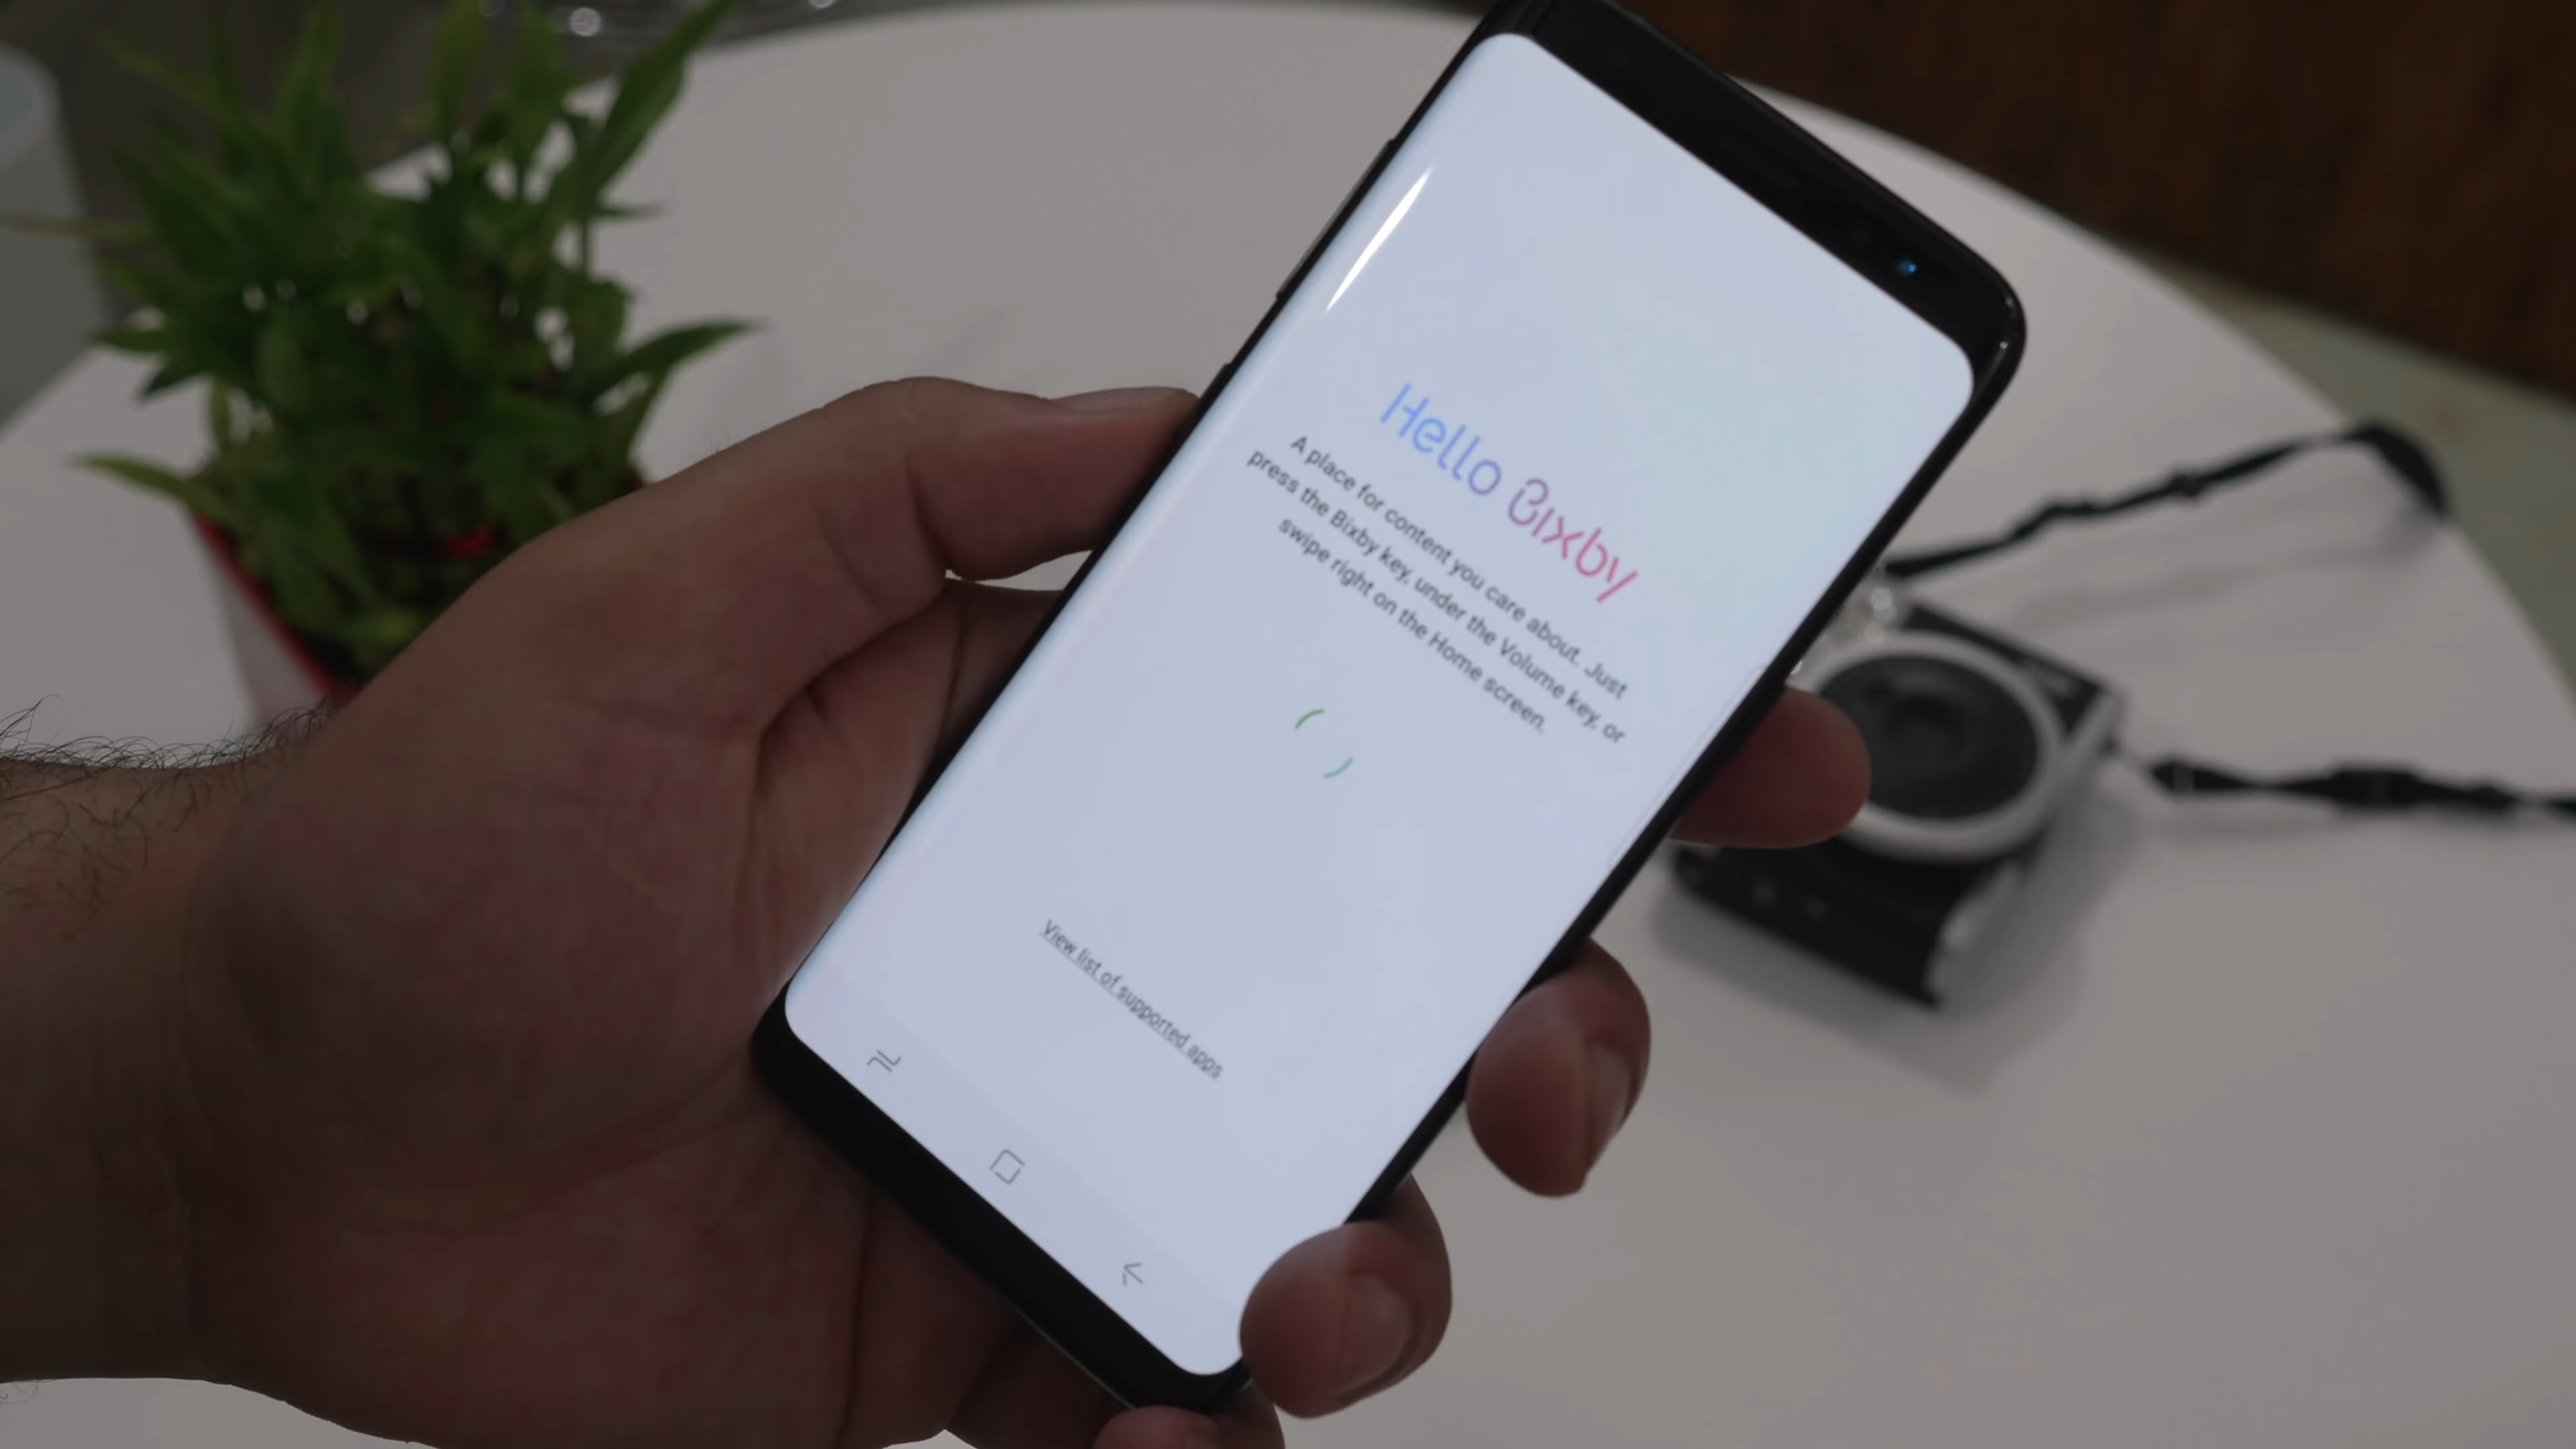 Hello Bixby
A place for content you care about. Just
press the Bixby key, under the Volume key, or
swipe right on the Home screen.
View list of supported apps